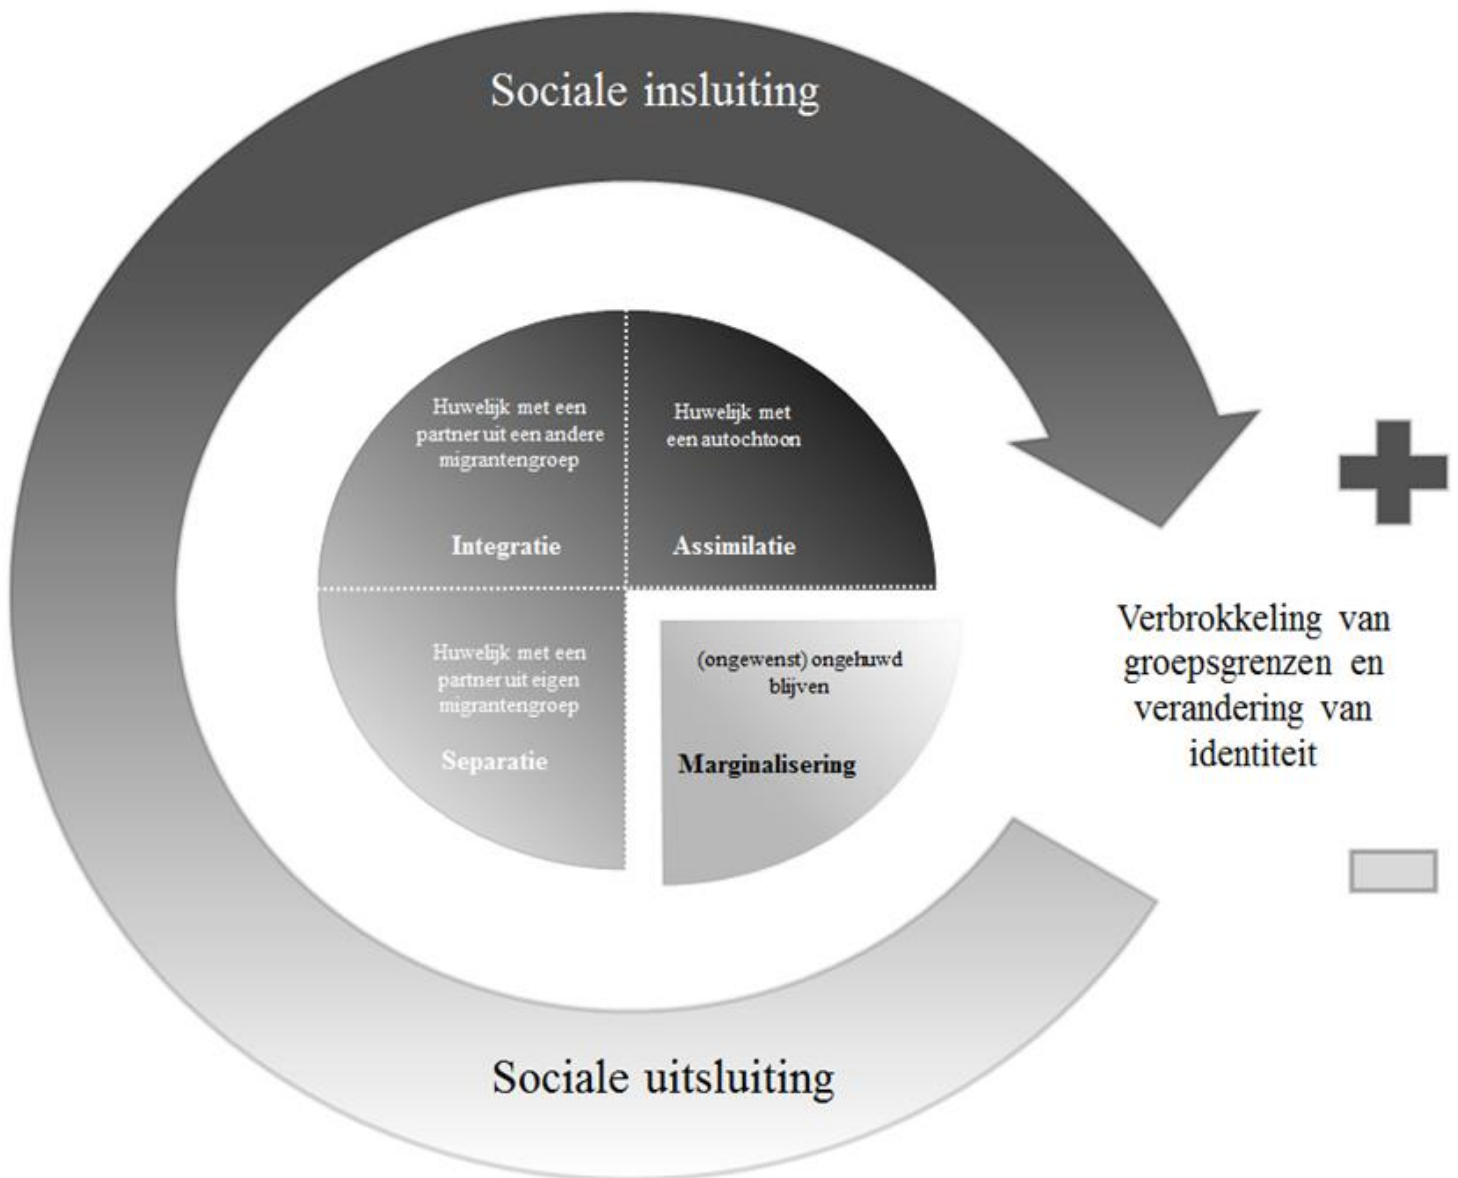 Sociale insluiting
Huwelijk met een
partner uit een andere
migrantengroep
Integratie
Huwelijk met
een autochtoon
Assimilatie
Huwelijk met een
partner uit eigen
migrantengroep
Separatie
(ongewenst) ongehuwd
blijven
Marginalisering
Verbrokkeling van
groepsgrenzen en
verandering van
identiteit
Sociale uitsluiting